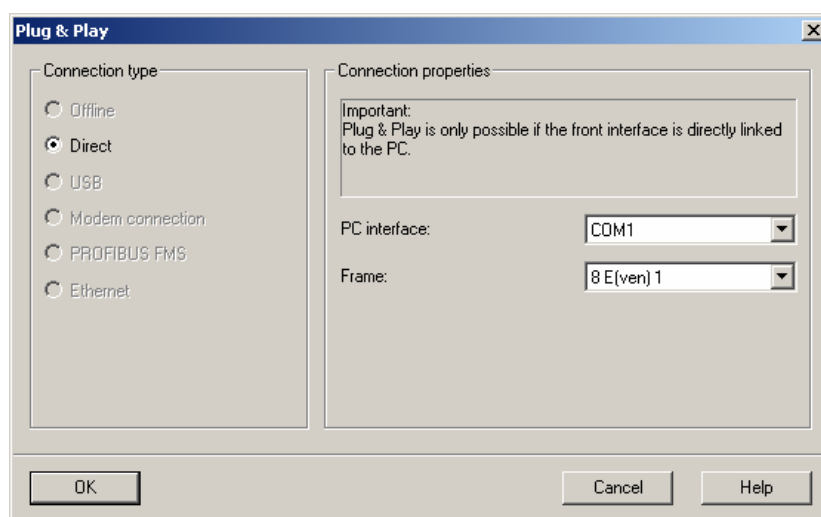 Plug & Play
Connection type
Offline
Direct
USB
Modem connection
PROFIBUS FMS
Ethernet
Connection properties
Important:
Plug & Play is only possible if the front interface is directly linked
to the PC.
PC interface:
COM1
Frame:
8 E(ven) 1
OK
Cancel
Help